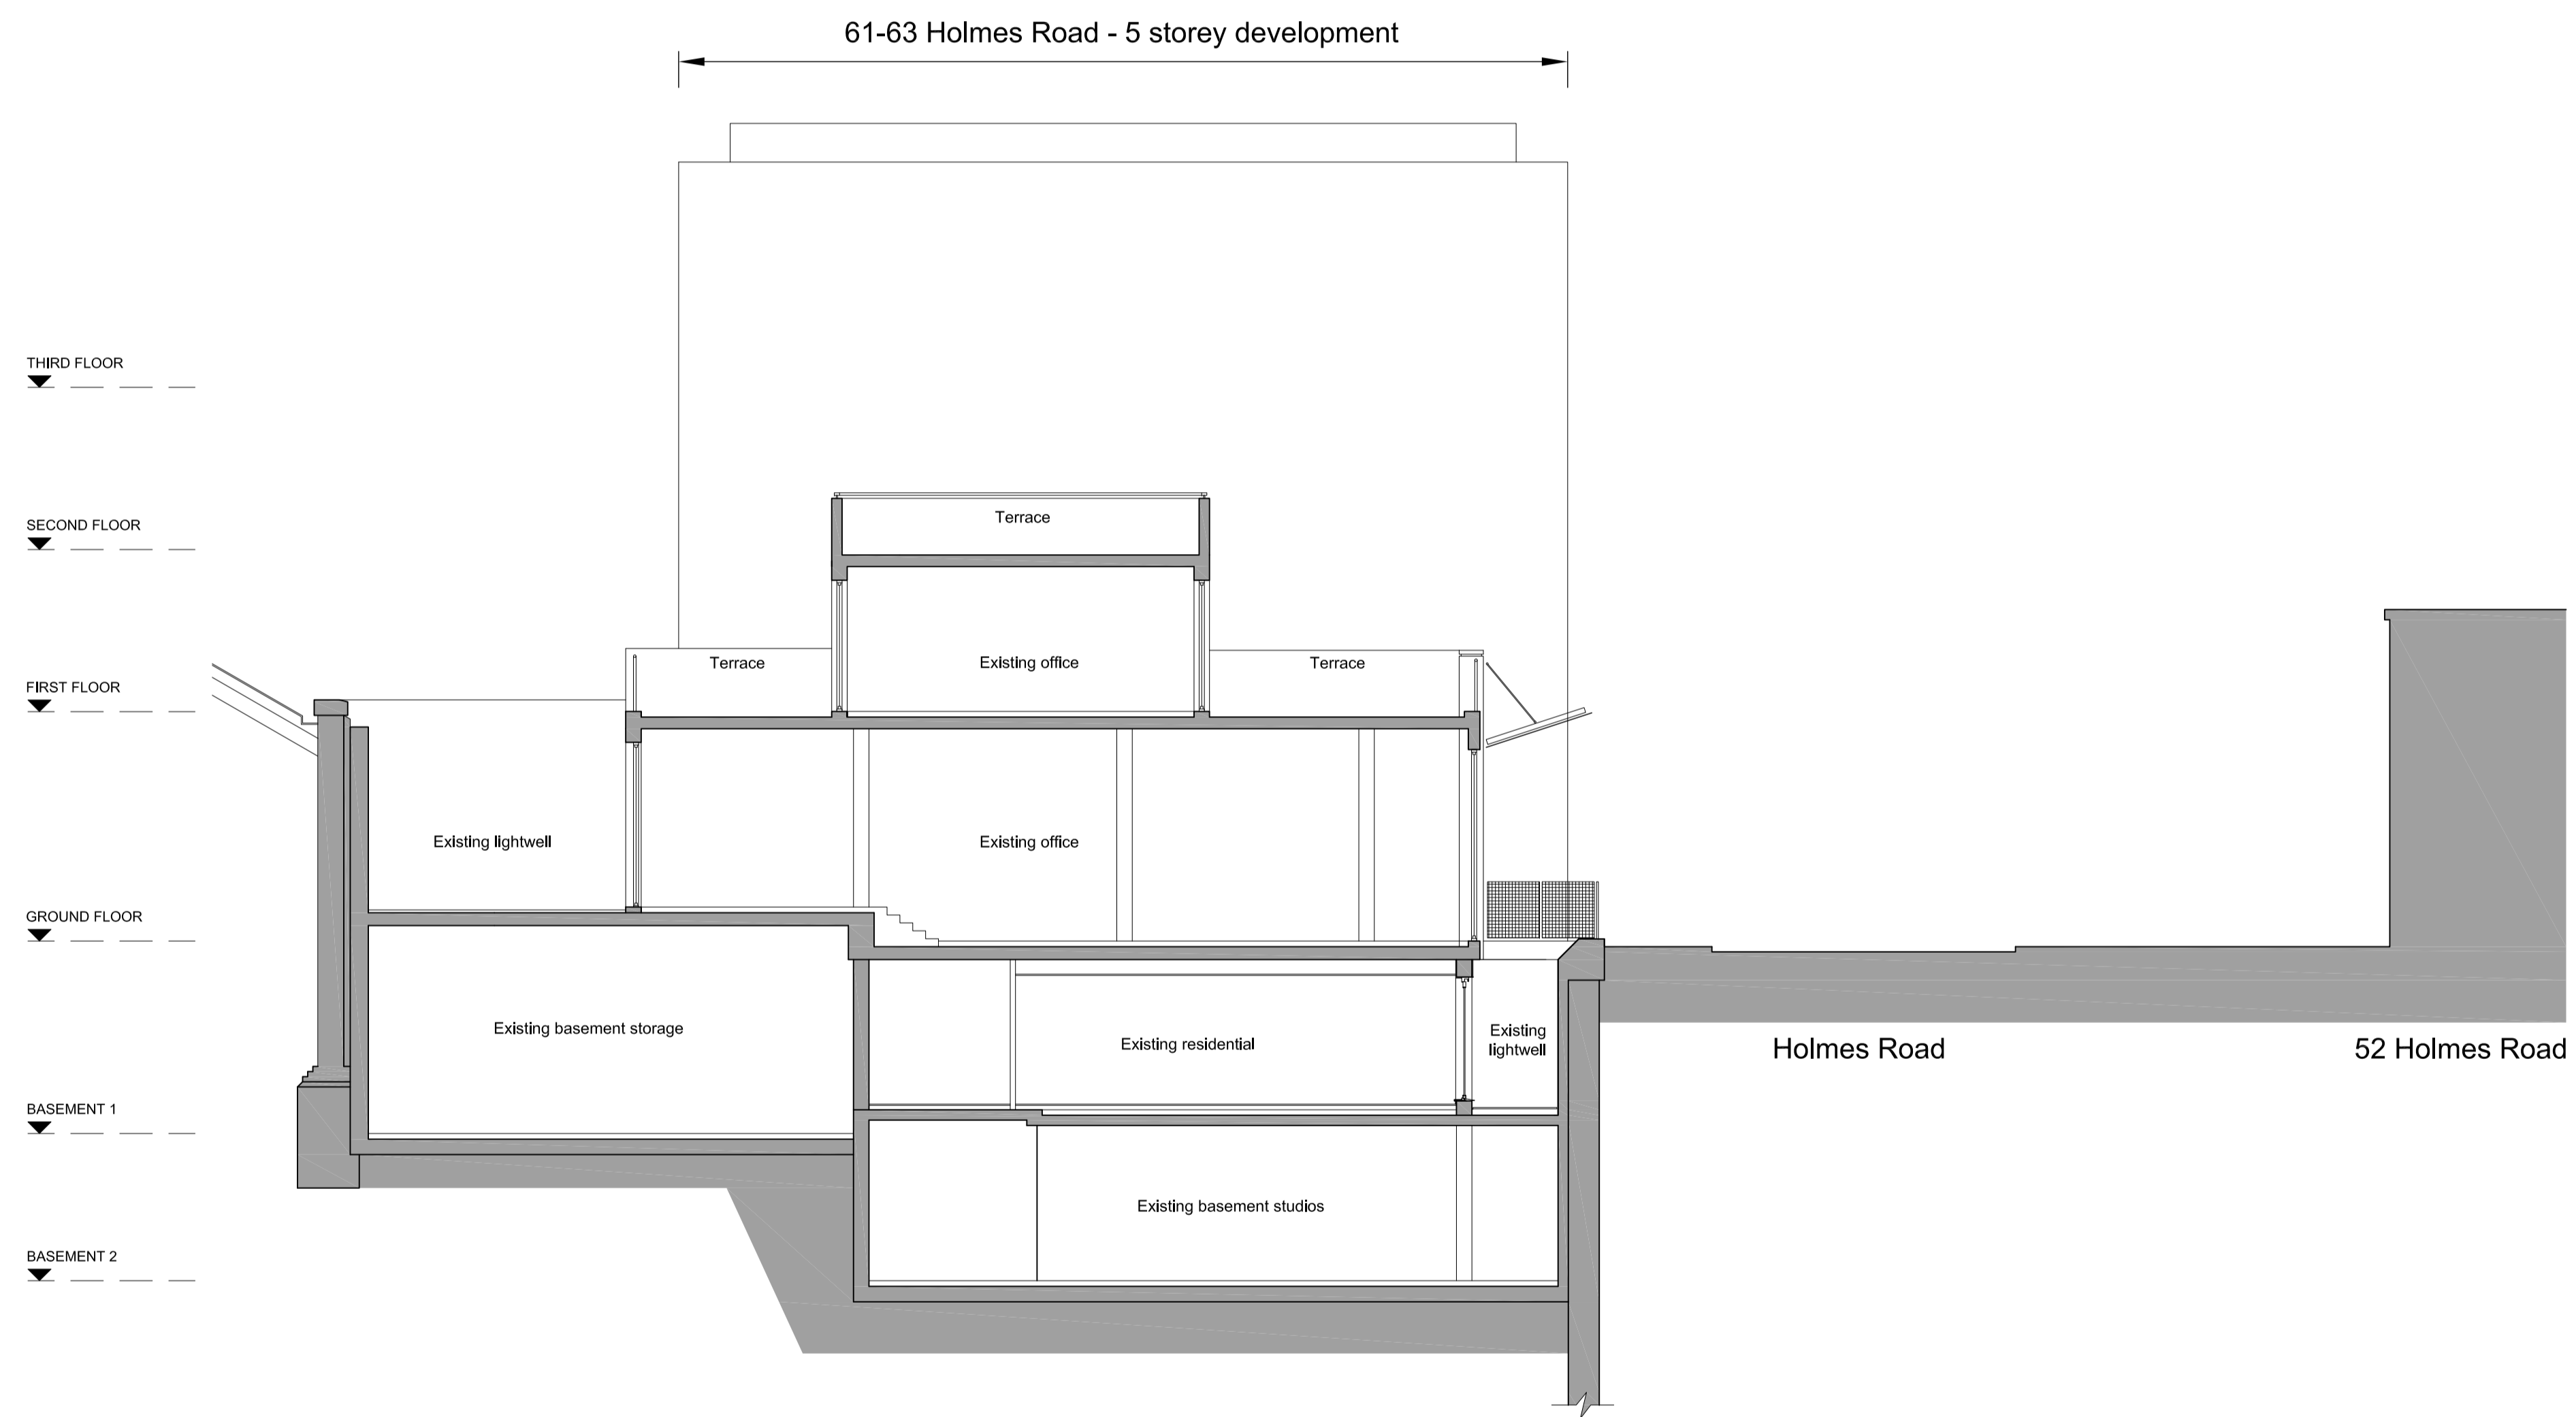 61-63 Holmes Road - 5 storey development
THIRD FLOOR
SECOND FLOOR
Terrace
FIRST FLOOR
Terrace
Existing office
Terrace
Existing lightwell
Existing office
GROUND FLOOR
Existing basement storage
Existing residential
Existing
lightwell
Holmes Road
52 Holmes Road
BASEMENT 1
Existing basement studios
BASEMENT 2